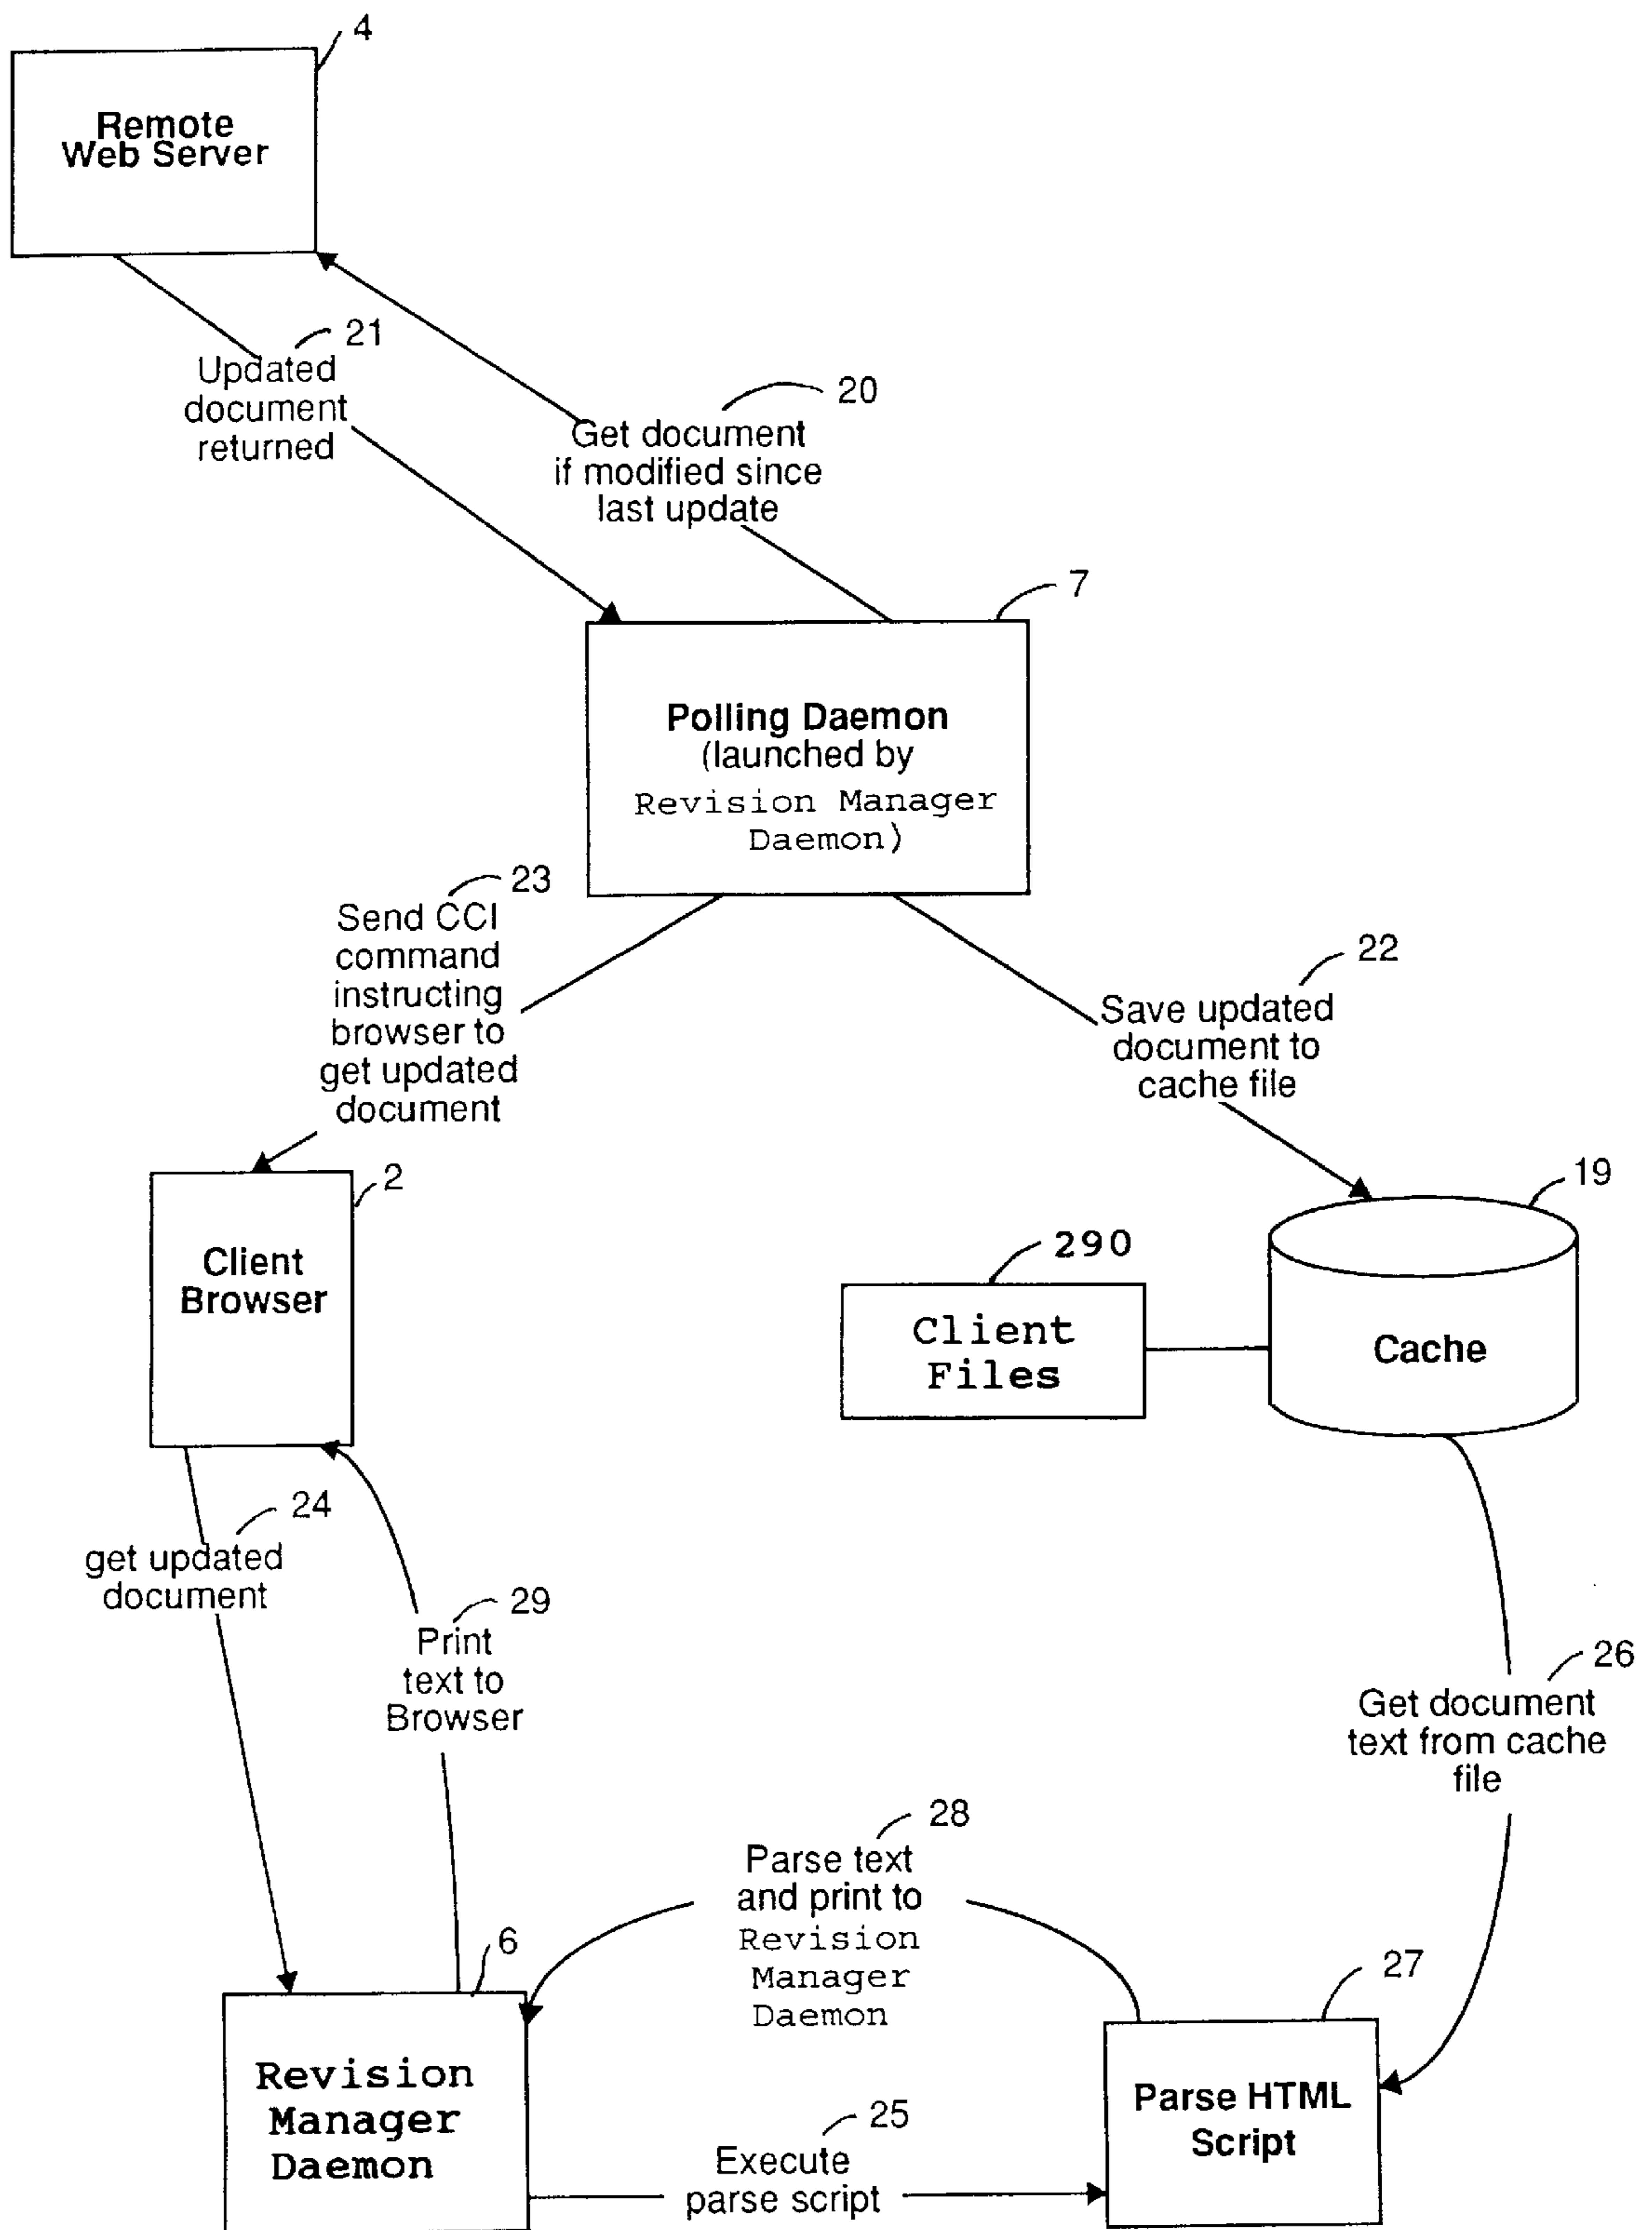 4
Remote
Web Server
21
Updated
document
returned
20
Get document
if modified since
last update
7
Polling Daemon
(launched by
Revision Manager
Daemon)
23
Send CCI
command
instructing
browser to
get updated
document
22
Save updated
document to
cache file
2
Client
Browser
19
Cache
290
Client
Files
24
get updated
document
29
Print
text to
Browser
26
Get document
text from cache
file
28
Parse text
and print to
Revision
Manager
Daemon
6
Revision
Manager
Daemon
27
Parse HTML
Script
25
Execute
parse script